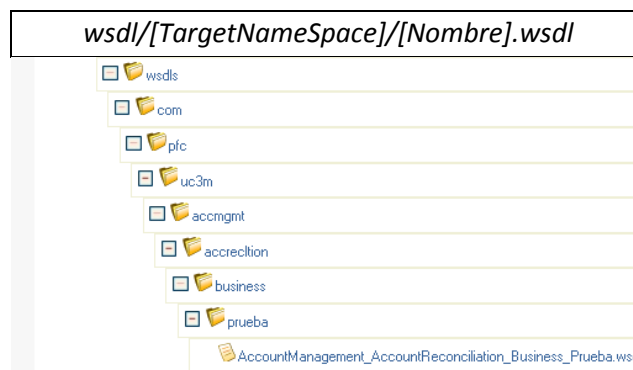 wsdl/[TargetNameSpace]/[Nombre].wsdl
wsdls
com
pfc
uc3m
accmgmt
accrecltion
business
prueba
AccountManagement_AccountReconciliation_Business_Prueba.ws